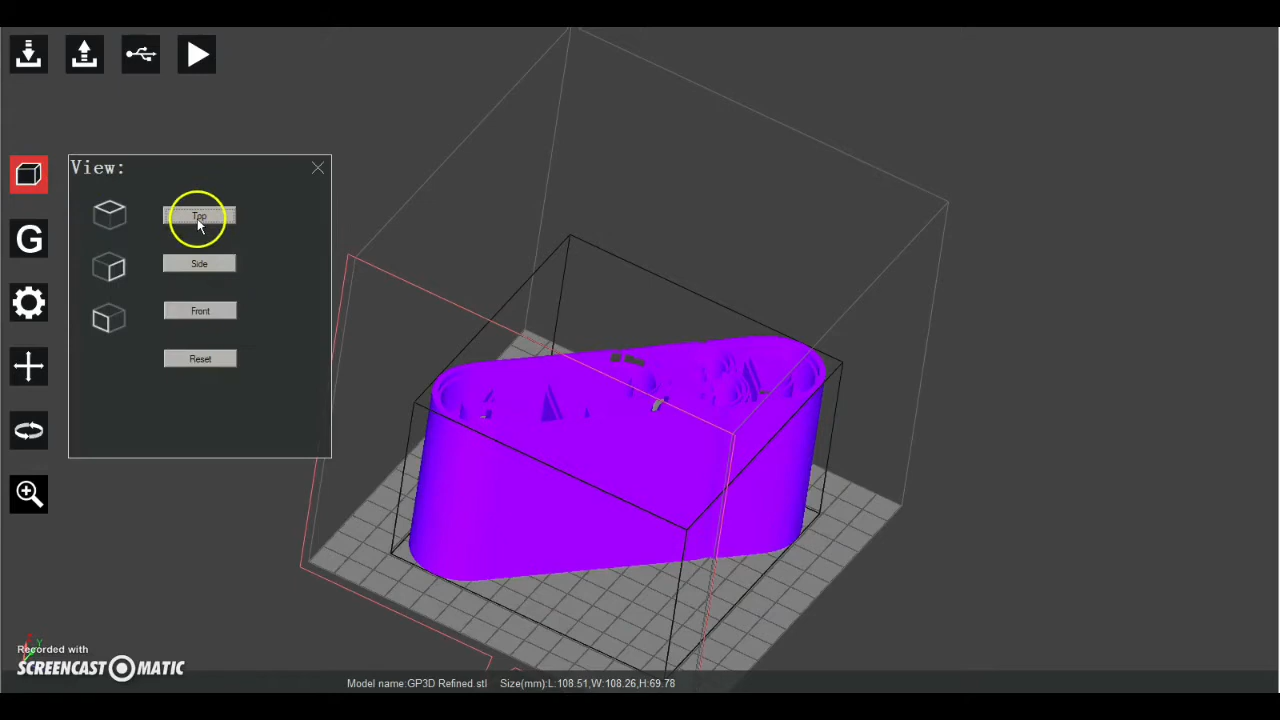 View:
Top
Side
G
Front
Reset
Y
Recorded with
SCREENCAST MATIC
Model name:GP3D Refined.stl Size(mm):L:108.51,W:108.26,H:69.78